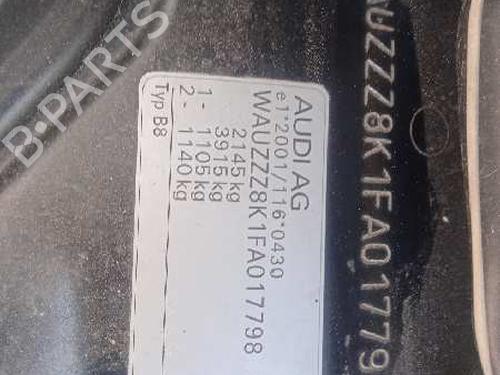 AUDI AG
e1*2001/116*0430
WAUZZZ8K1FA017798
2145 kg
3915 kg
1- 1105 kg
2- 1140 kg
Typ B8
AUZZZ8K1FA01779
B-PARTS